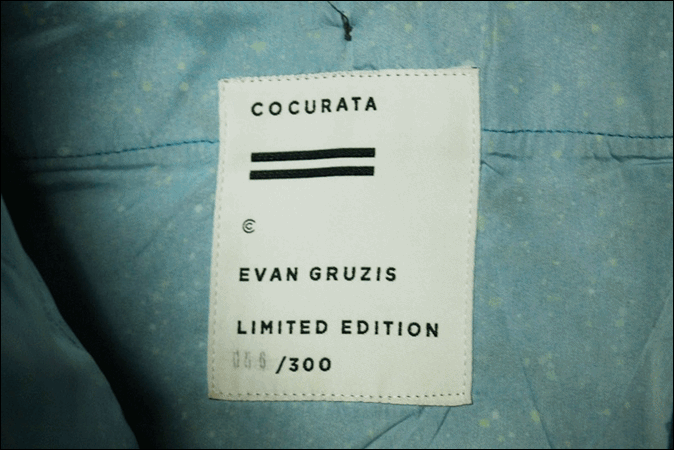 COCURATA
©
EVAN GRUZIS
LIMITED EDITION
/300